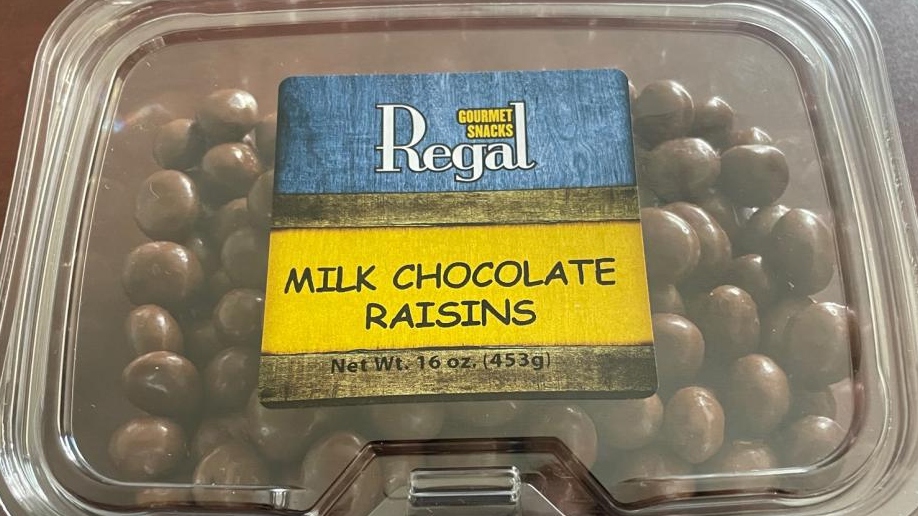 GOURMET
SNACKS
Regal
MILK CHOCOLATE
RAISINS
Net Wt. 16 oz. (453g)